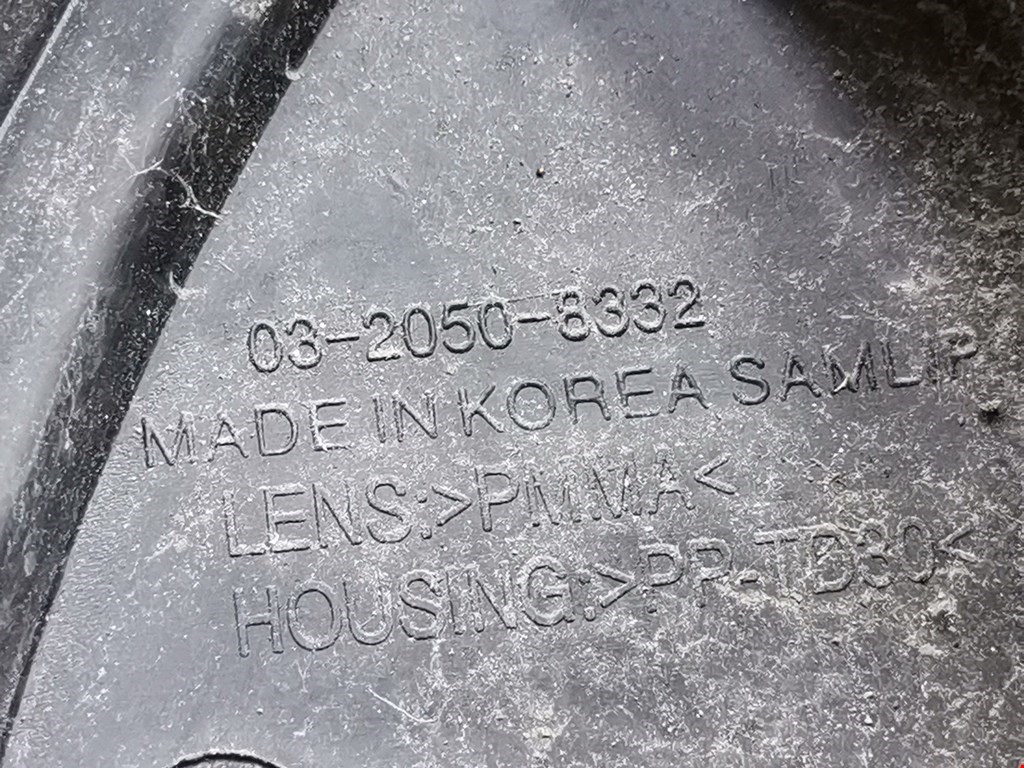 03-2050-8332
MADE IN KOREA SAMLIP
LENS:>PMMA<
HOUSING:>PP-TD30<